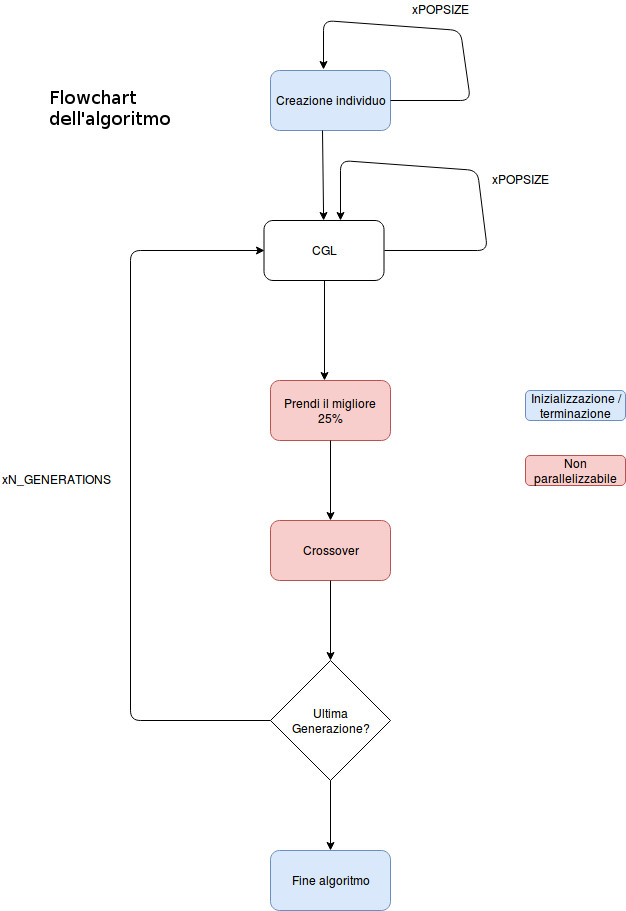 xPOPSIZE
Flowchart
dell'algoritmo
Creazione individuo
xPOPSIZE
CGL
Prendi il migliore
25%
Inizializzazione /
terminazione
Non
parallelizzabile
xN_GENERATIONS
Crossover
Ultima
Generazione?
Fine algoritmo